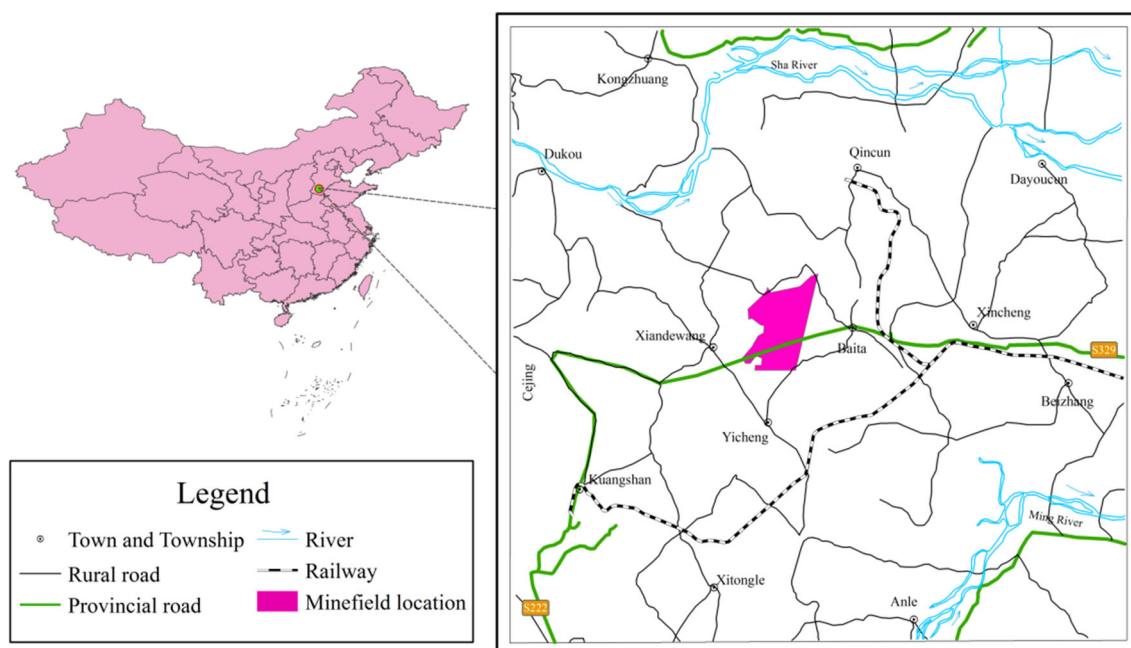 Legend
Town and Township
River
Rural road
Railway
Provincial road
Minefield location
Kongzhuang
Sha River
Dukou
Qincun
Dayoucun
Xiandewang
Xincheng
Baita
S329
Cejing
Beizhang
Yicheng
Kuangshan
Ming River
Xitongle
Anle
S222